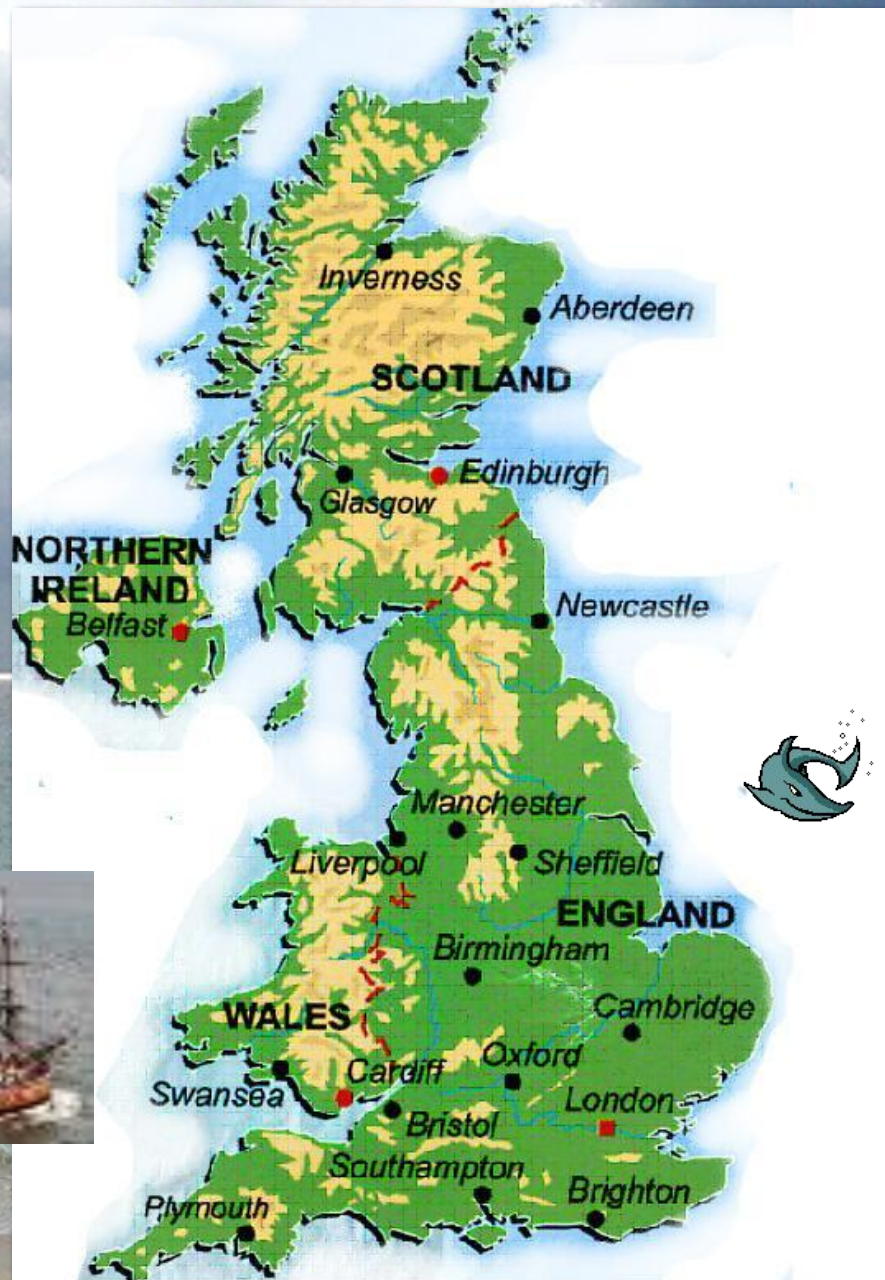 Inverness
Aberdeen
SCOTLAND
Edinburgh
Glasgow
NORTHERN
IRELAND
Belfast
Newcastle
Manchester
Liverpool
Sheffield
ENGLAND
Birmingham
WALES
Cambridge
Oxford
Cardiff
Swansea
London
Bristol
Southampton
Brighton
Plymouth